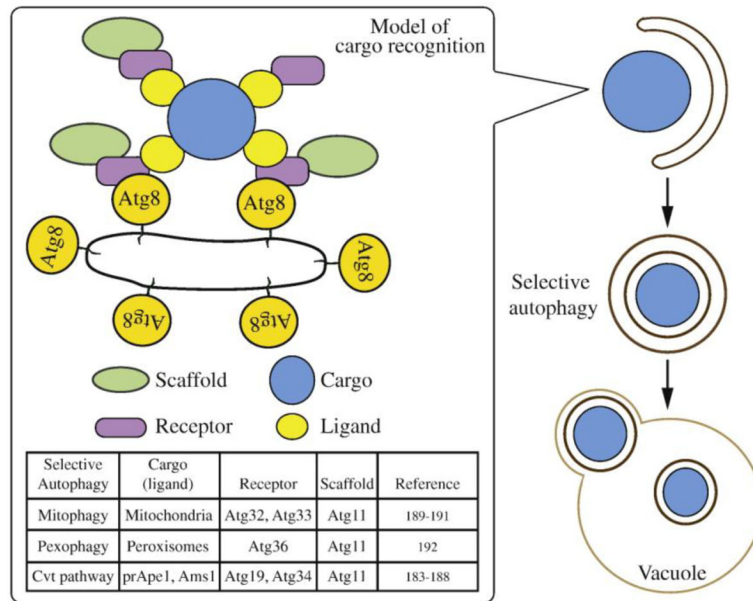 Model of
cargo recognition
Atg8
Atg8
Atg8
Atg8
Atg8
Atg8
Scaffold
Cargo
Receptor
Ligand
Selective Autophagy | Cargo (ligand) | Receptor | Scaffold | Reference
Mitophagy | Mitochondria | Atg32, Atg33 | Atg11 | 189-191
Pexophagy | Peroxisomes | Atg36 | Atg11 | 192
Cvt pathway | prApe1, Ams1 | Atg19, Atg34 | Atg11 | 183-188
Selective
autophagy
Vacuole